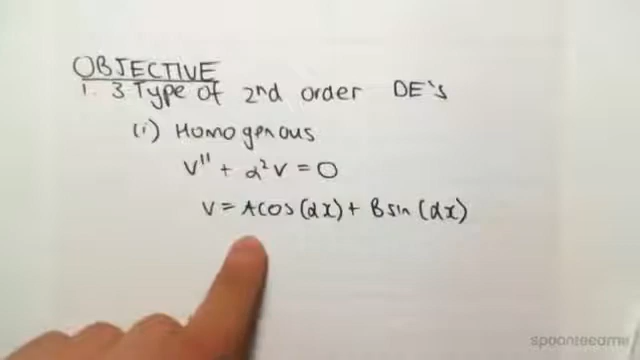 OBJECTIVE
1. 3 Type of 2nd order DE's
(i) Homogenous
v'' + α²v = 0
v = Acos(αx) + Bsin(αx)
spoonfeedme